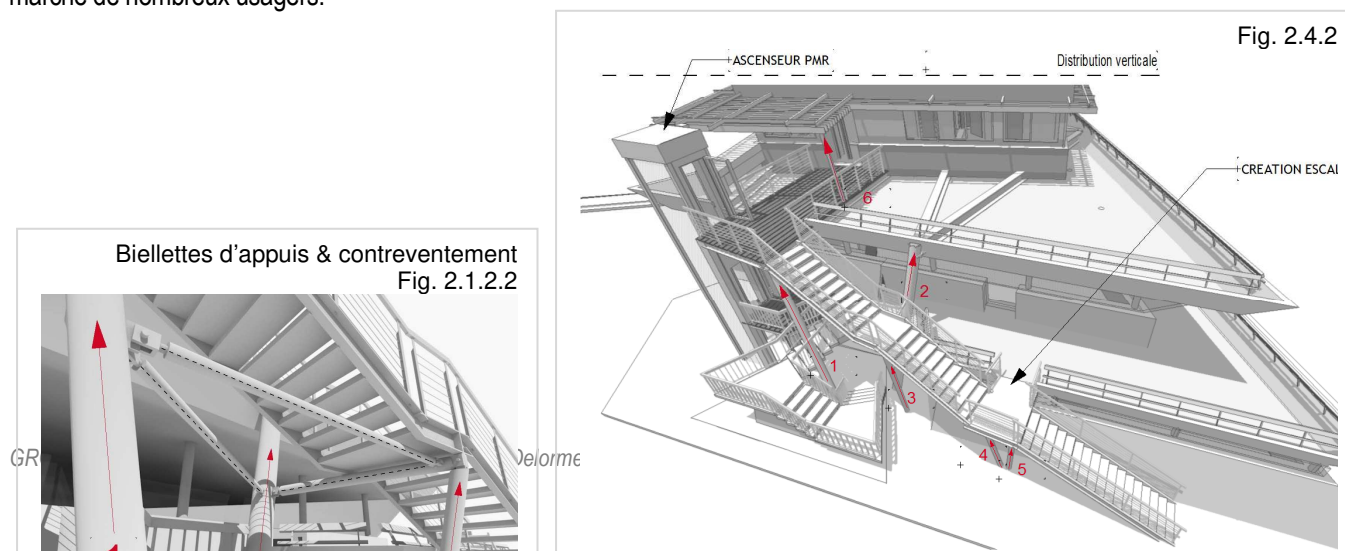 marche de nombreux usagers.
Fig. 2.4.2
ASCENSEUR PMR
Distribution verticale
CREATION ESCAL
6
2
1
3
4
5
Biellettes d'appuis & contreventement
Fig. 2.1.2.2
GR
Delorme